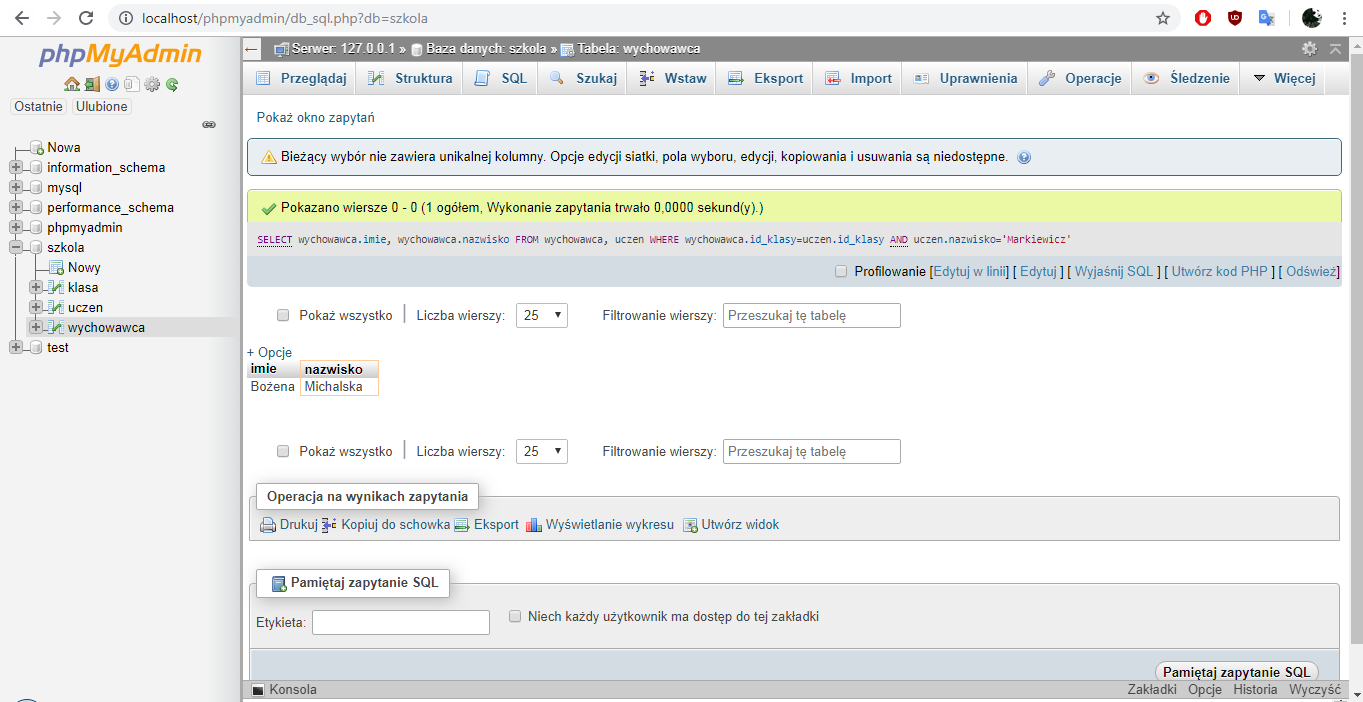 localhost/phpmyadmin/db_sql.php?db=szkola
phpMyAdmin
Ostatnie Ulubione
Nowa
information_schema
mysql
performance_schema
phpmyadmin
szkola
Nowy
klasa
uczen
wychowawca
test
Serwer: 127.0.0.1 » Baza danych: szkola » Tabela: wychowawca
Przeglądaj Struktura SQL Szukaj Wstaw Eksport Import Uprawnienia Operacje Śledzenie Więcej
Pokaż okno zapytań
Bieżący wybór nie zawiera unikalnej kolumny. Opcje edycji siatki, pola wyboru, edycji, kopiowania i usuwania są niedostępne.
Pokazano wiersze 0 - 0 (1 ogółem, Wykonanie zapytania trwało 0,0000 sekund(y).)
SELECT wychowawca.imie, wychowawca.nazwisko FROM wychowawca, uczen WHERE wychowawca.id_klasy=uczen.id_klasy AND uczen.nazwisko='Markiewicz'
Profilowanie [Edytuj w linii] [ Edytuj ] [ Wyjaśnij SQL ] [ Utwórz kod PHP ] [ Odśwież]
Pokaż wszystko Liczba wierszy: 25 Filtrowanie wierszy: Przeszukaj tę tabelę
+ Opcje
imie nazwisko
Bożena Michalska
Pokaż wszystko Liczba wierszy: 25 Filtrowanie wierszy: Przeszukaj tę tabelę
Operacja na wynikach zapytania
Drukuj Kopiuj do schowka Eksport Wyświetlanie wykresu Utwórz widok
Pamiętaj zapytanie SQL
Etykieta: Niech każdy użytkownik ma dostęp do tej zakładki
Pamiętaj zapytanie SQL
Konsola Zakładki Opcje Historia Wyczyść